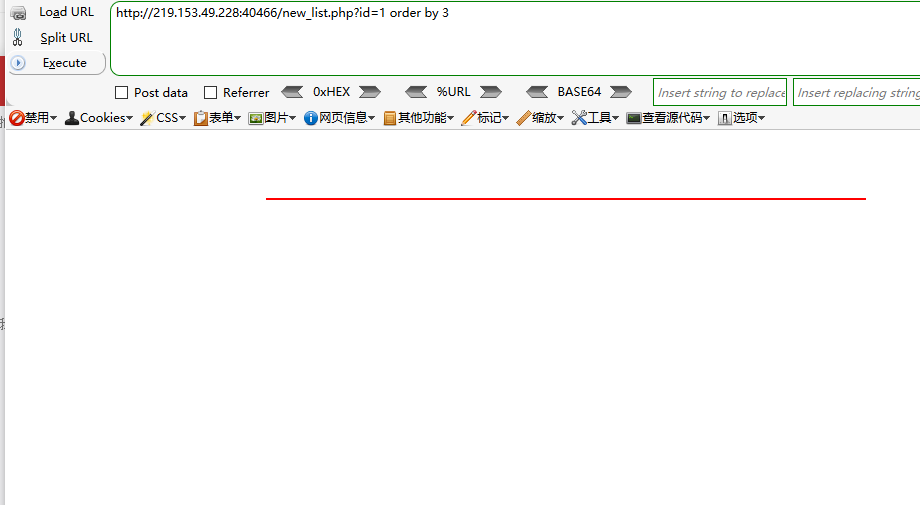 Load URL
http://219.153.49.228:40466/new_list.php?id=1 order by 3
Split URL
Execute
Post data Referrer 0xHEX %URL BASE64 Insert string to replace Insert replacing string
禁用 Cookies CSS 表单 图片 网页信息 其他功能 标记 缩放 工具 查看源代码 选项